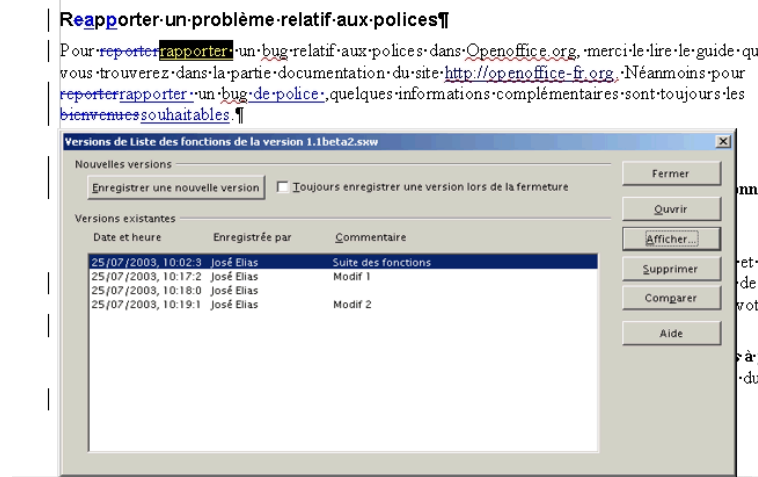 Reapporter·un·problème·relatif·aux·polices¶
Pour·reporterrapporter·un·bug·relatif·aux·polices·dans·Openoffice.org,·merci·le·lire·le·guide·qu
vous·trouverez·dans·la·partie·documentation·du·site·http://openoffice-fr.org.·Néanmoins·pour
reporterrapporter··un·bug·de·police·,quelques·informations·complémentaires·sont·toujours·les
bienvenuessouhaitables.¶
Versions de Liste des fonctions de la version 1.1beta2.sxw
Nouvelles versions
Enregistrer une nouvelle version
Toujours enregistrer une version lors de la fermeture
Versions existantes
Date et heure Enregistrée par Commentaire
25/07/2003, 10:02:3 José Elias Suite des fonctions
25/07/2003, 10:17:2 José Elias Modif 1
25/07/2003, 10:18:0 José Elias
25/07/2003, 10:19:1 José Elias Modif 2
Fermer
Ouvrir
Afficher...
Supprimer
Comparer
Aide
onn
·et·
·de
vot
s·à·
·du